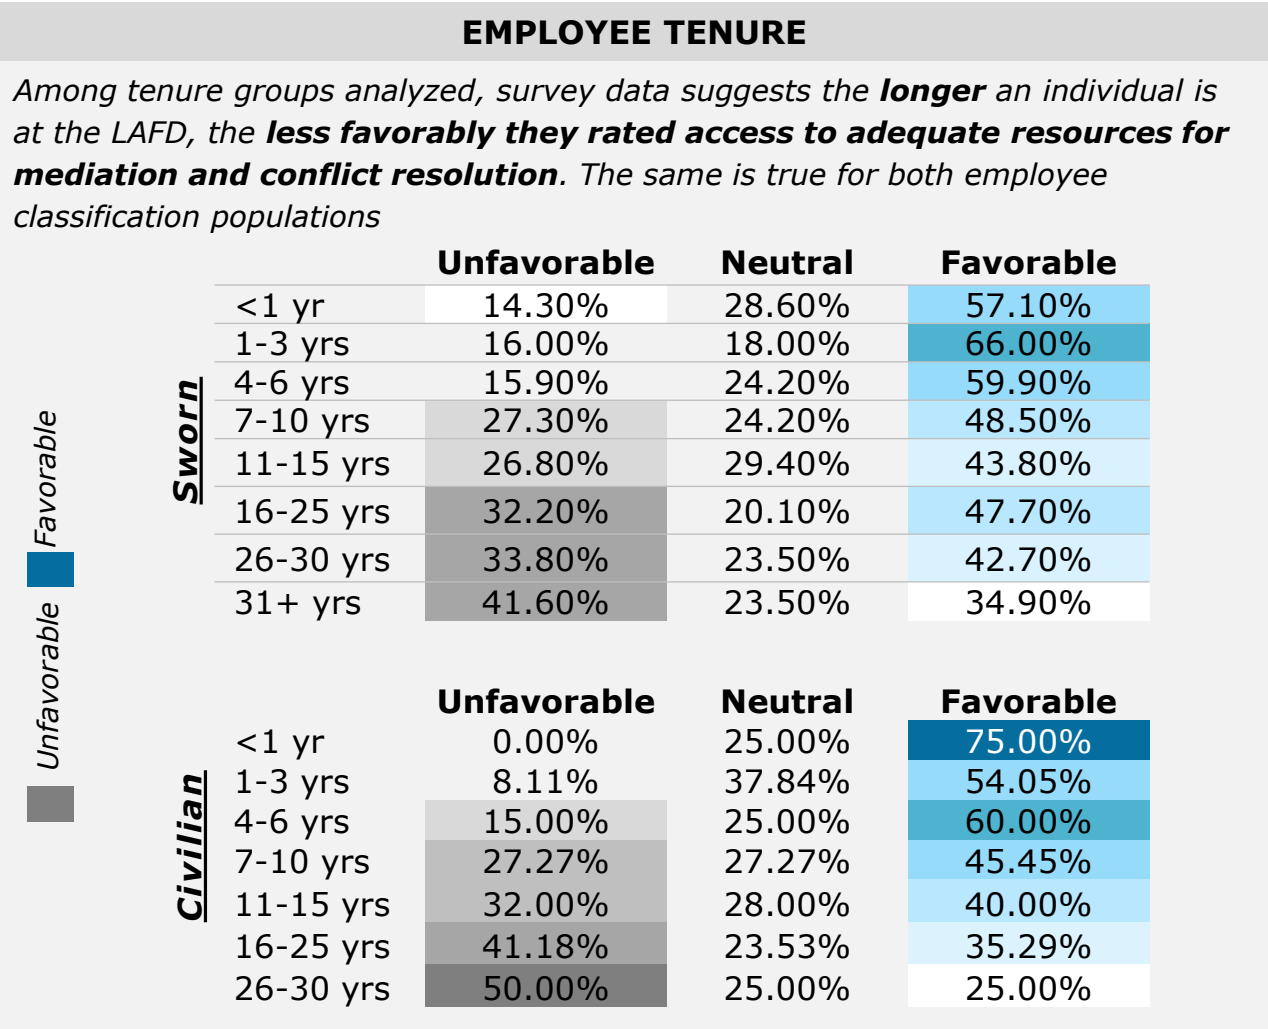 EMPLOYEE TENURE
Among tenure groups analyzed, survey data suggests the longer an individual is
at the LAFD, the less favorably they rated access to adequate resources for
mediation and conflict resolution. The same is true for both employee
classification populations
Unfavorable Neutral Favorable
<1 yr 14.30% 28.60% 57.10%
1-3 yrs 16.00% 18.00% 66.00%
4-6 yrs 15.90% 24.20% 59.90%
7-10 yrs 27.30% 24.20% 48.50%
11-15 yrs 26.80% 29.40% 43.80%
16-25 yrs 32.20% 20.10% 47.70%
26-30 yrs 33.80% 23.50% 42.70%
31+ yrs 41.60% 23.50% 34.90%
Sworn
Favorable
Unfavorable
Unfavorable Neutral Favorable
<1 yr 0.00% 25.00% 75.00%
1-3 yrs 8.11% 37.84% 54.05%
4-6 yrs 15.00% 25.00% 60.00%
7-10 yrs 27.27% 27.27% 45.45%
11-15 yrs 32.00% 28.00% 40.00%
16-25 yrs 41.18% 23.53% 35.29%
26-30 yrs 50.00% 25.00% 25.00%
Civilian